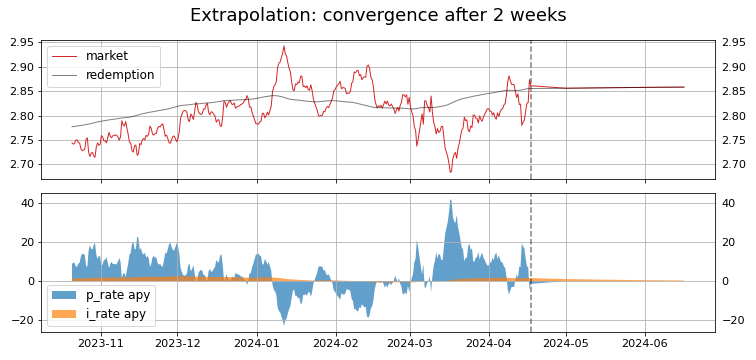 Extrapolation: convergence after 2 weeks
2.95 2.95
market
redemption
2.90 2.90
2.85 2.85
2.80 2.80
2.75 2.75
2.70 2.70
40 40
20 20
0 0
p_rate apy
i_rate apy
−20 −20
2023-11 2023-12 2024-01 2024-02 2024-03 2024-04 2024-05 2024-06